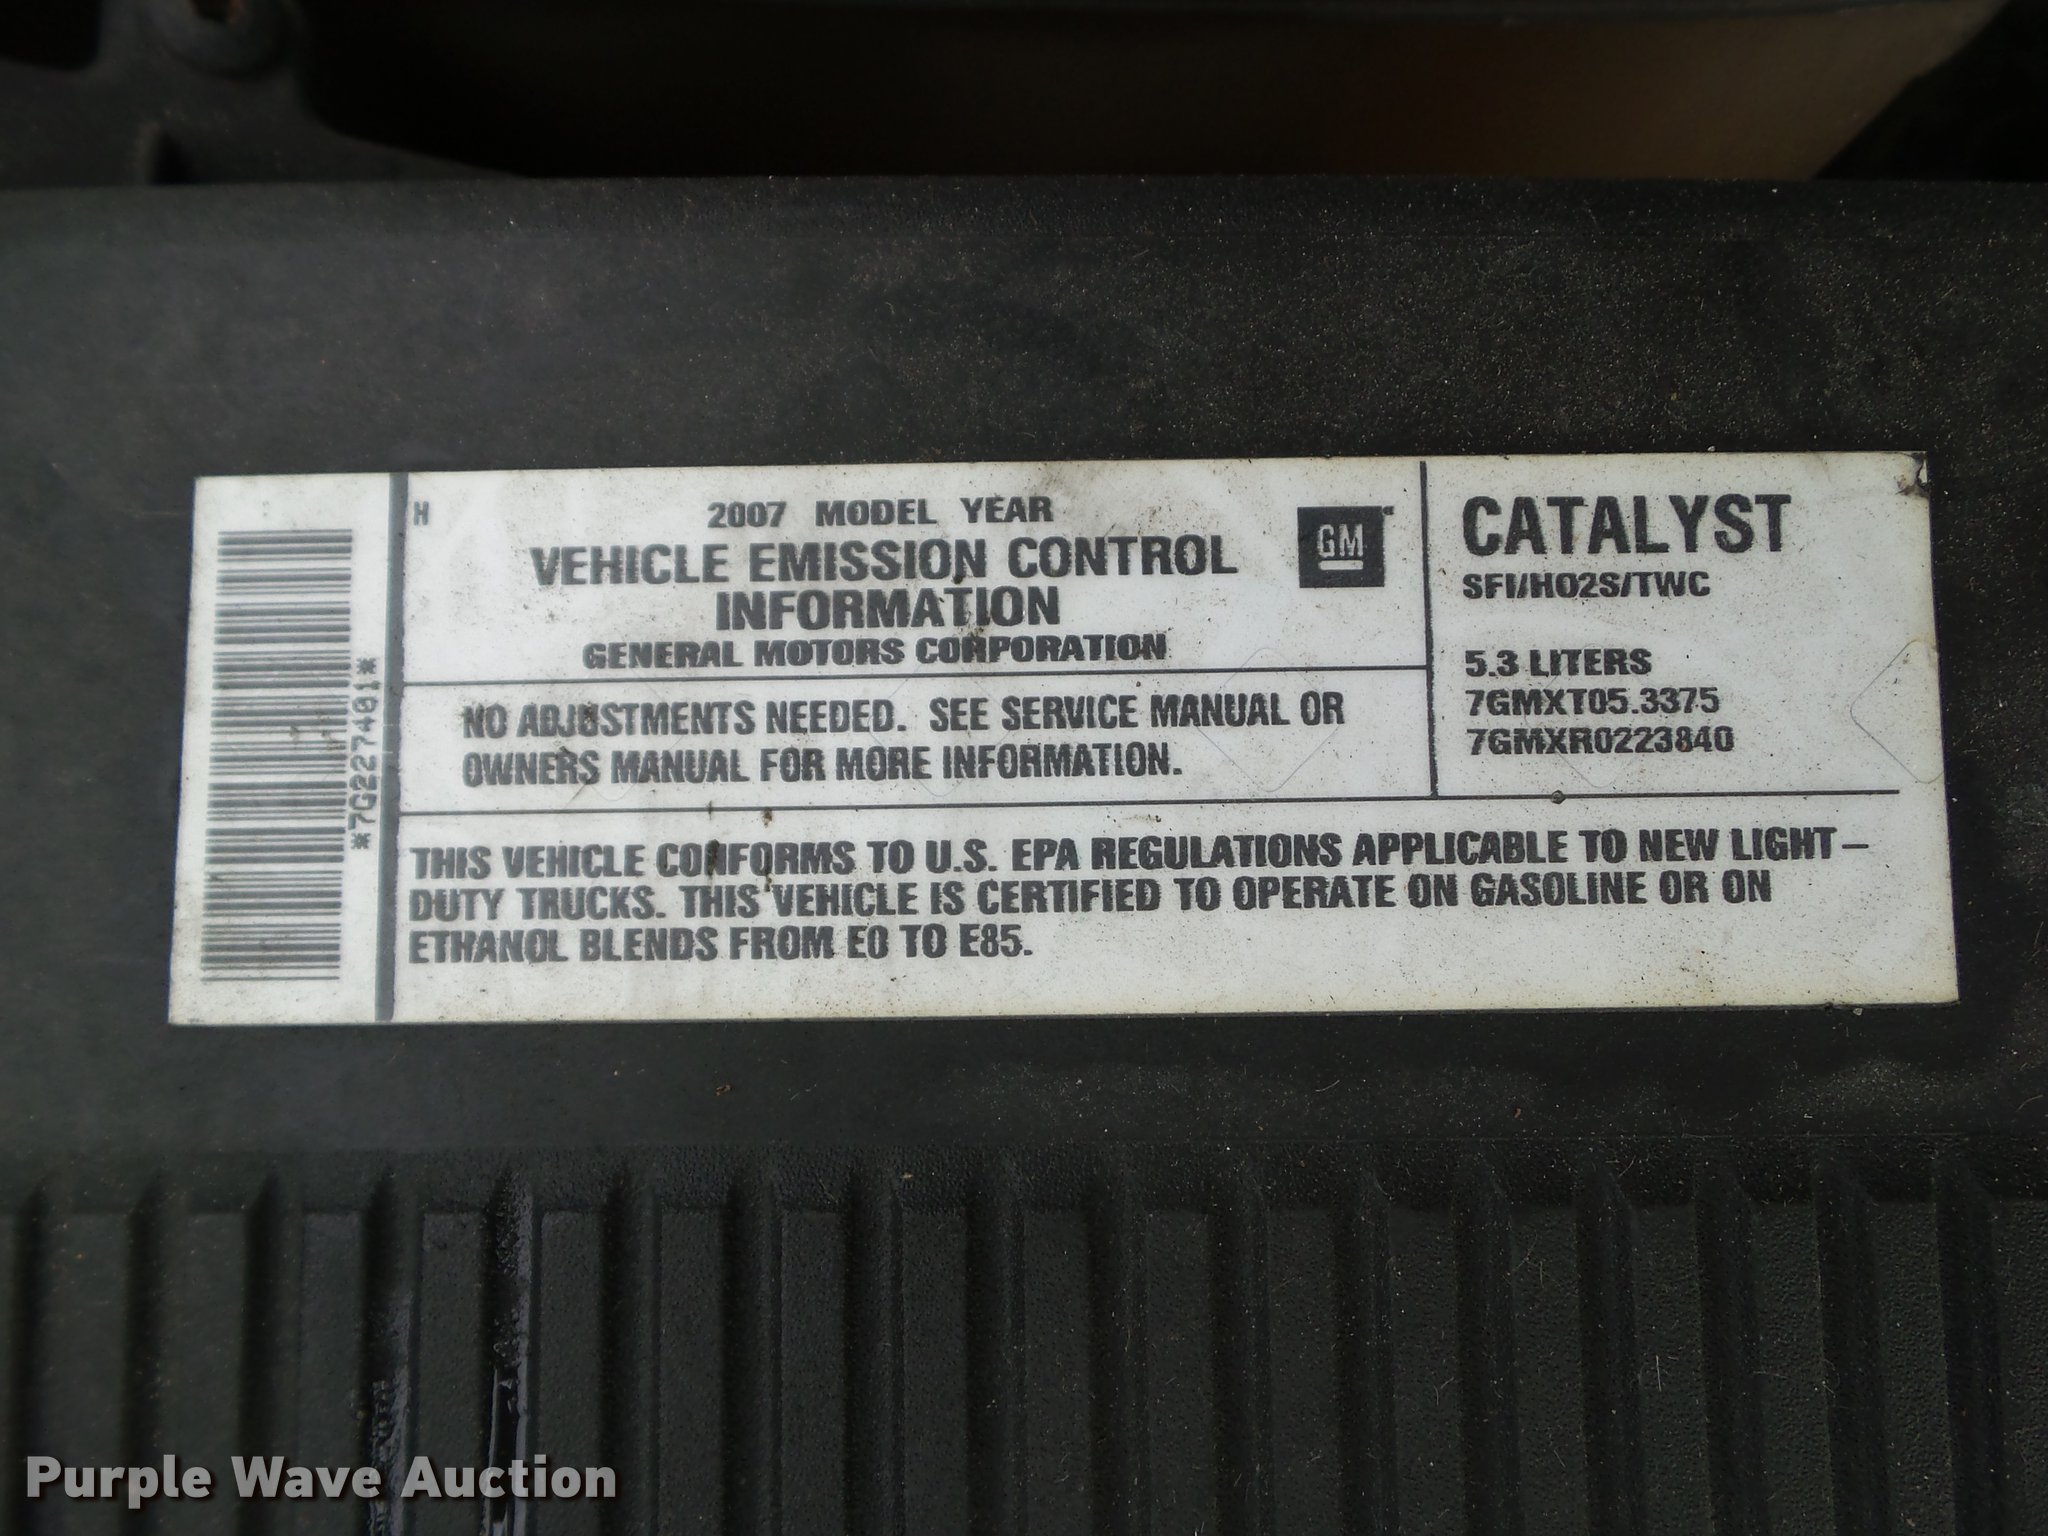 *7G227401*
H
2007 MODEL YEAR
VEHICLE EMISSION CONTROL
INFORMATION
GENERAL MOTORS CORPORATION
GM
NO ADJUSTMENTS NEEDED. SEE SERVICE MANUAL OR
OWNERS MANUAL FOR MORE INFORMATION.
CATALYST
SFI/HO2S/TWC
5.3 LITERS
7GMXT05.3375
7GMXR0223840
THIS VEHICLE CONFORMS TO U.S. EPA REGULATIONS APPLICABLE TO NEW LIGHT-
DUTY TRUCKS. THIS VEHICLE IS CERTIFIED TO OPERATE ON GASOLINE OR ON
ETHANOL BLENDS FROM E0 TO E85.
Purple Wave Auction